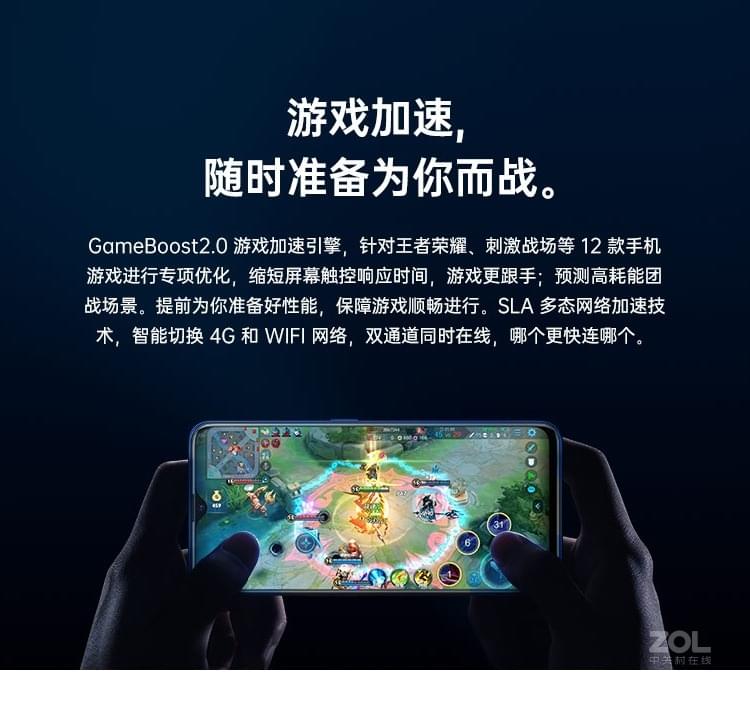 游戏加速，
随时准备为你而战。
GameBoost2.0 游戏加速引擎，针对王者荣耀、刺激战场等 12 款手机
游戏进行专项优化，缩短屏幕触控响应时间，游戏更跟手；预测高耗能团
战场景。提前为你准备好性能，保障游戏顺畅进行。SLA 多态网络加速技
术，智能切换 4G 和 WIFI 网络，双通道同时在线，哪个更快连哪个。
459
31
6
1
ZOL
中关村在线